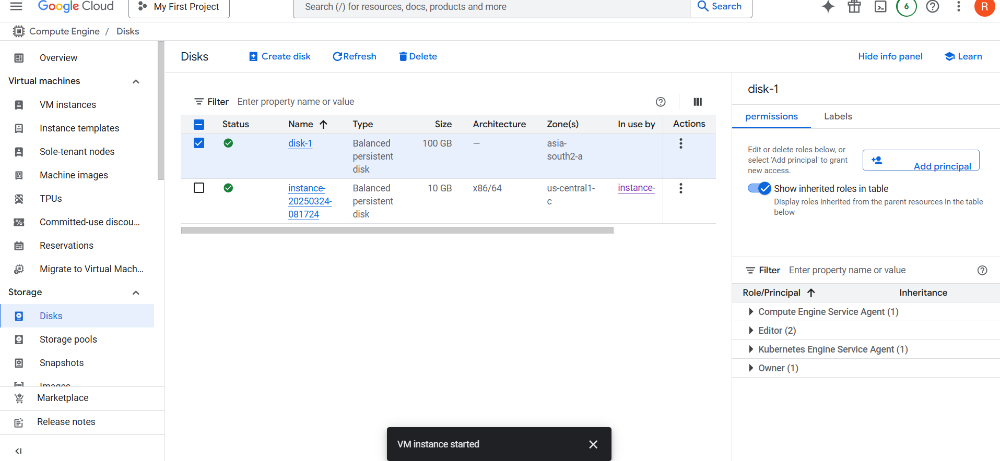 Google Cloud
My First Project
Search (/) for resources, docs, products and more
Search
6
R
Compute Engine / Disks
Overview
Virtual machines
VM instances
Instance templates
Sole-tenant nodes
Machine images
TPUs
Committed-use discou...
Reservations
Migrate to Virtual Mach...
Storage
Disks
Storage pools
Snapshots
Images
Marketplace
Release notes
Disks
Create disk
Refresh
Delete
Hide info panel
Learn
Filter Enter property name or value
Status Name Type Size Architecture Zone(s) In use by Actions
disk-1 Balanced 100 GB — asia-
persistent south2-a
disk
instance- Balanced 10 GB x86/64 us-central1- instance-
20250324- persistent c
081724 disk
disk-1
permissions Labels
Edit or delete roles below, or
select 'Add principal' to grant
new access.
Add principal
Show inherited roles in table
Display roles inherited from the parent resources in the table
below
Filter Enter property name or value
Role/Principal Inheritance
Compute Engine Service Agent (1)
Editor (2)
Kubernetes Engine Service Agent (1)
Owner (1)
VM instance started